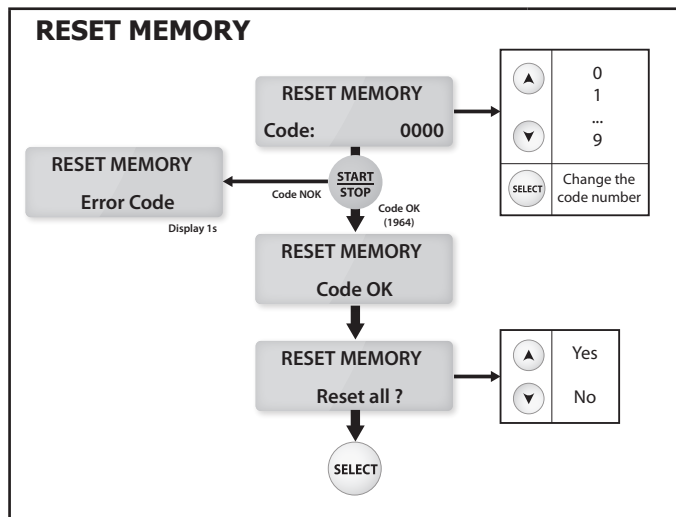 RESET MEMORY
RESET MEMORY
Code: 0000
0
1
...
9
SELECT
Change the
code number
RESET MEMORY
Error Code
Display 1s
Code NOK
START
STOP
Code OK
(1964)
RESET MEMORY
Code OK
RESET MEMORY
Reset all ?
Yes
No
SELECT